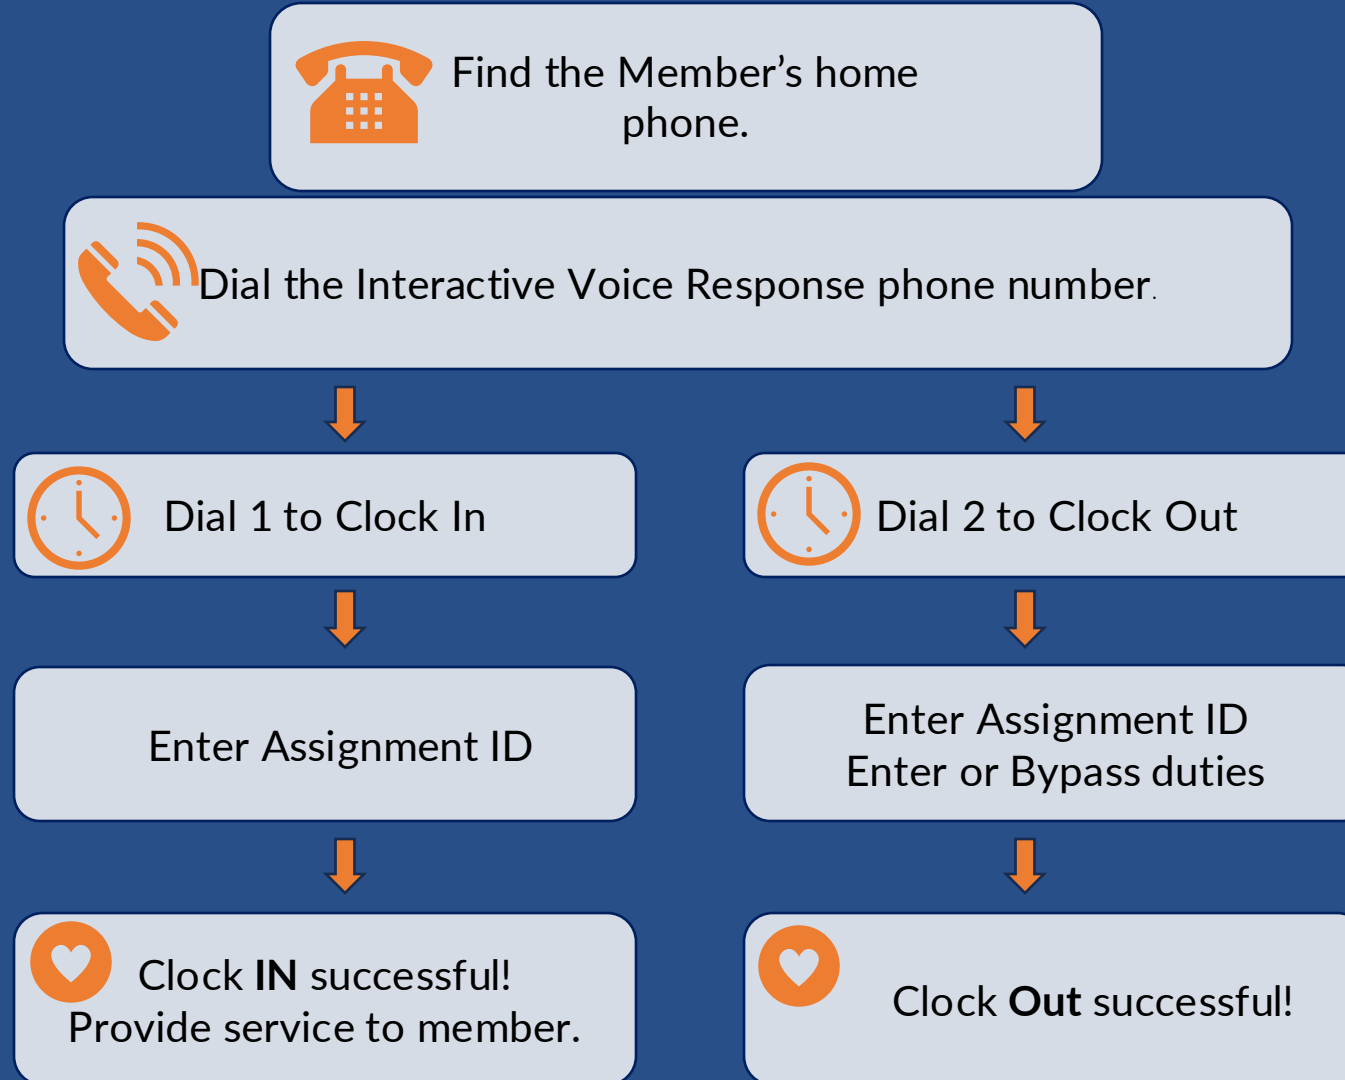 Find the Member’s home
phone.
Dial the Interactive Voice Response phone number.
Dial 1 to Clock In
Dial 2 to Clock Out
Enter Assignment ID
Enter Assignment ID
Enter or Bypass duties
Clock IN successful!
Provide service to member.
Clock Out successful!